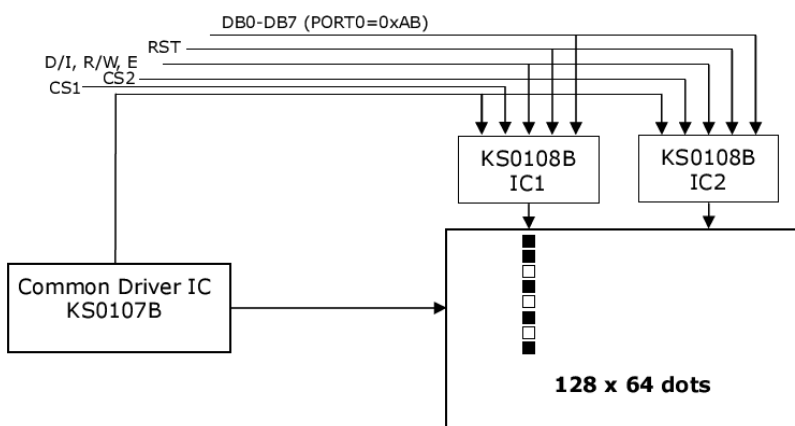 DB0-DB7 (PORT0=0xAB)
RST
D/I, R/W, E
CS2
CS1
KS0108B
IC1
KS0108B
IC2
Common Driver IC
KS0107B
128 x 64 dots